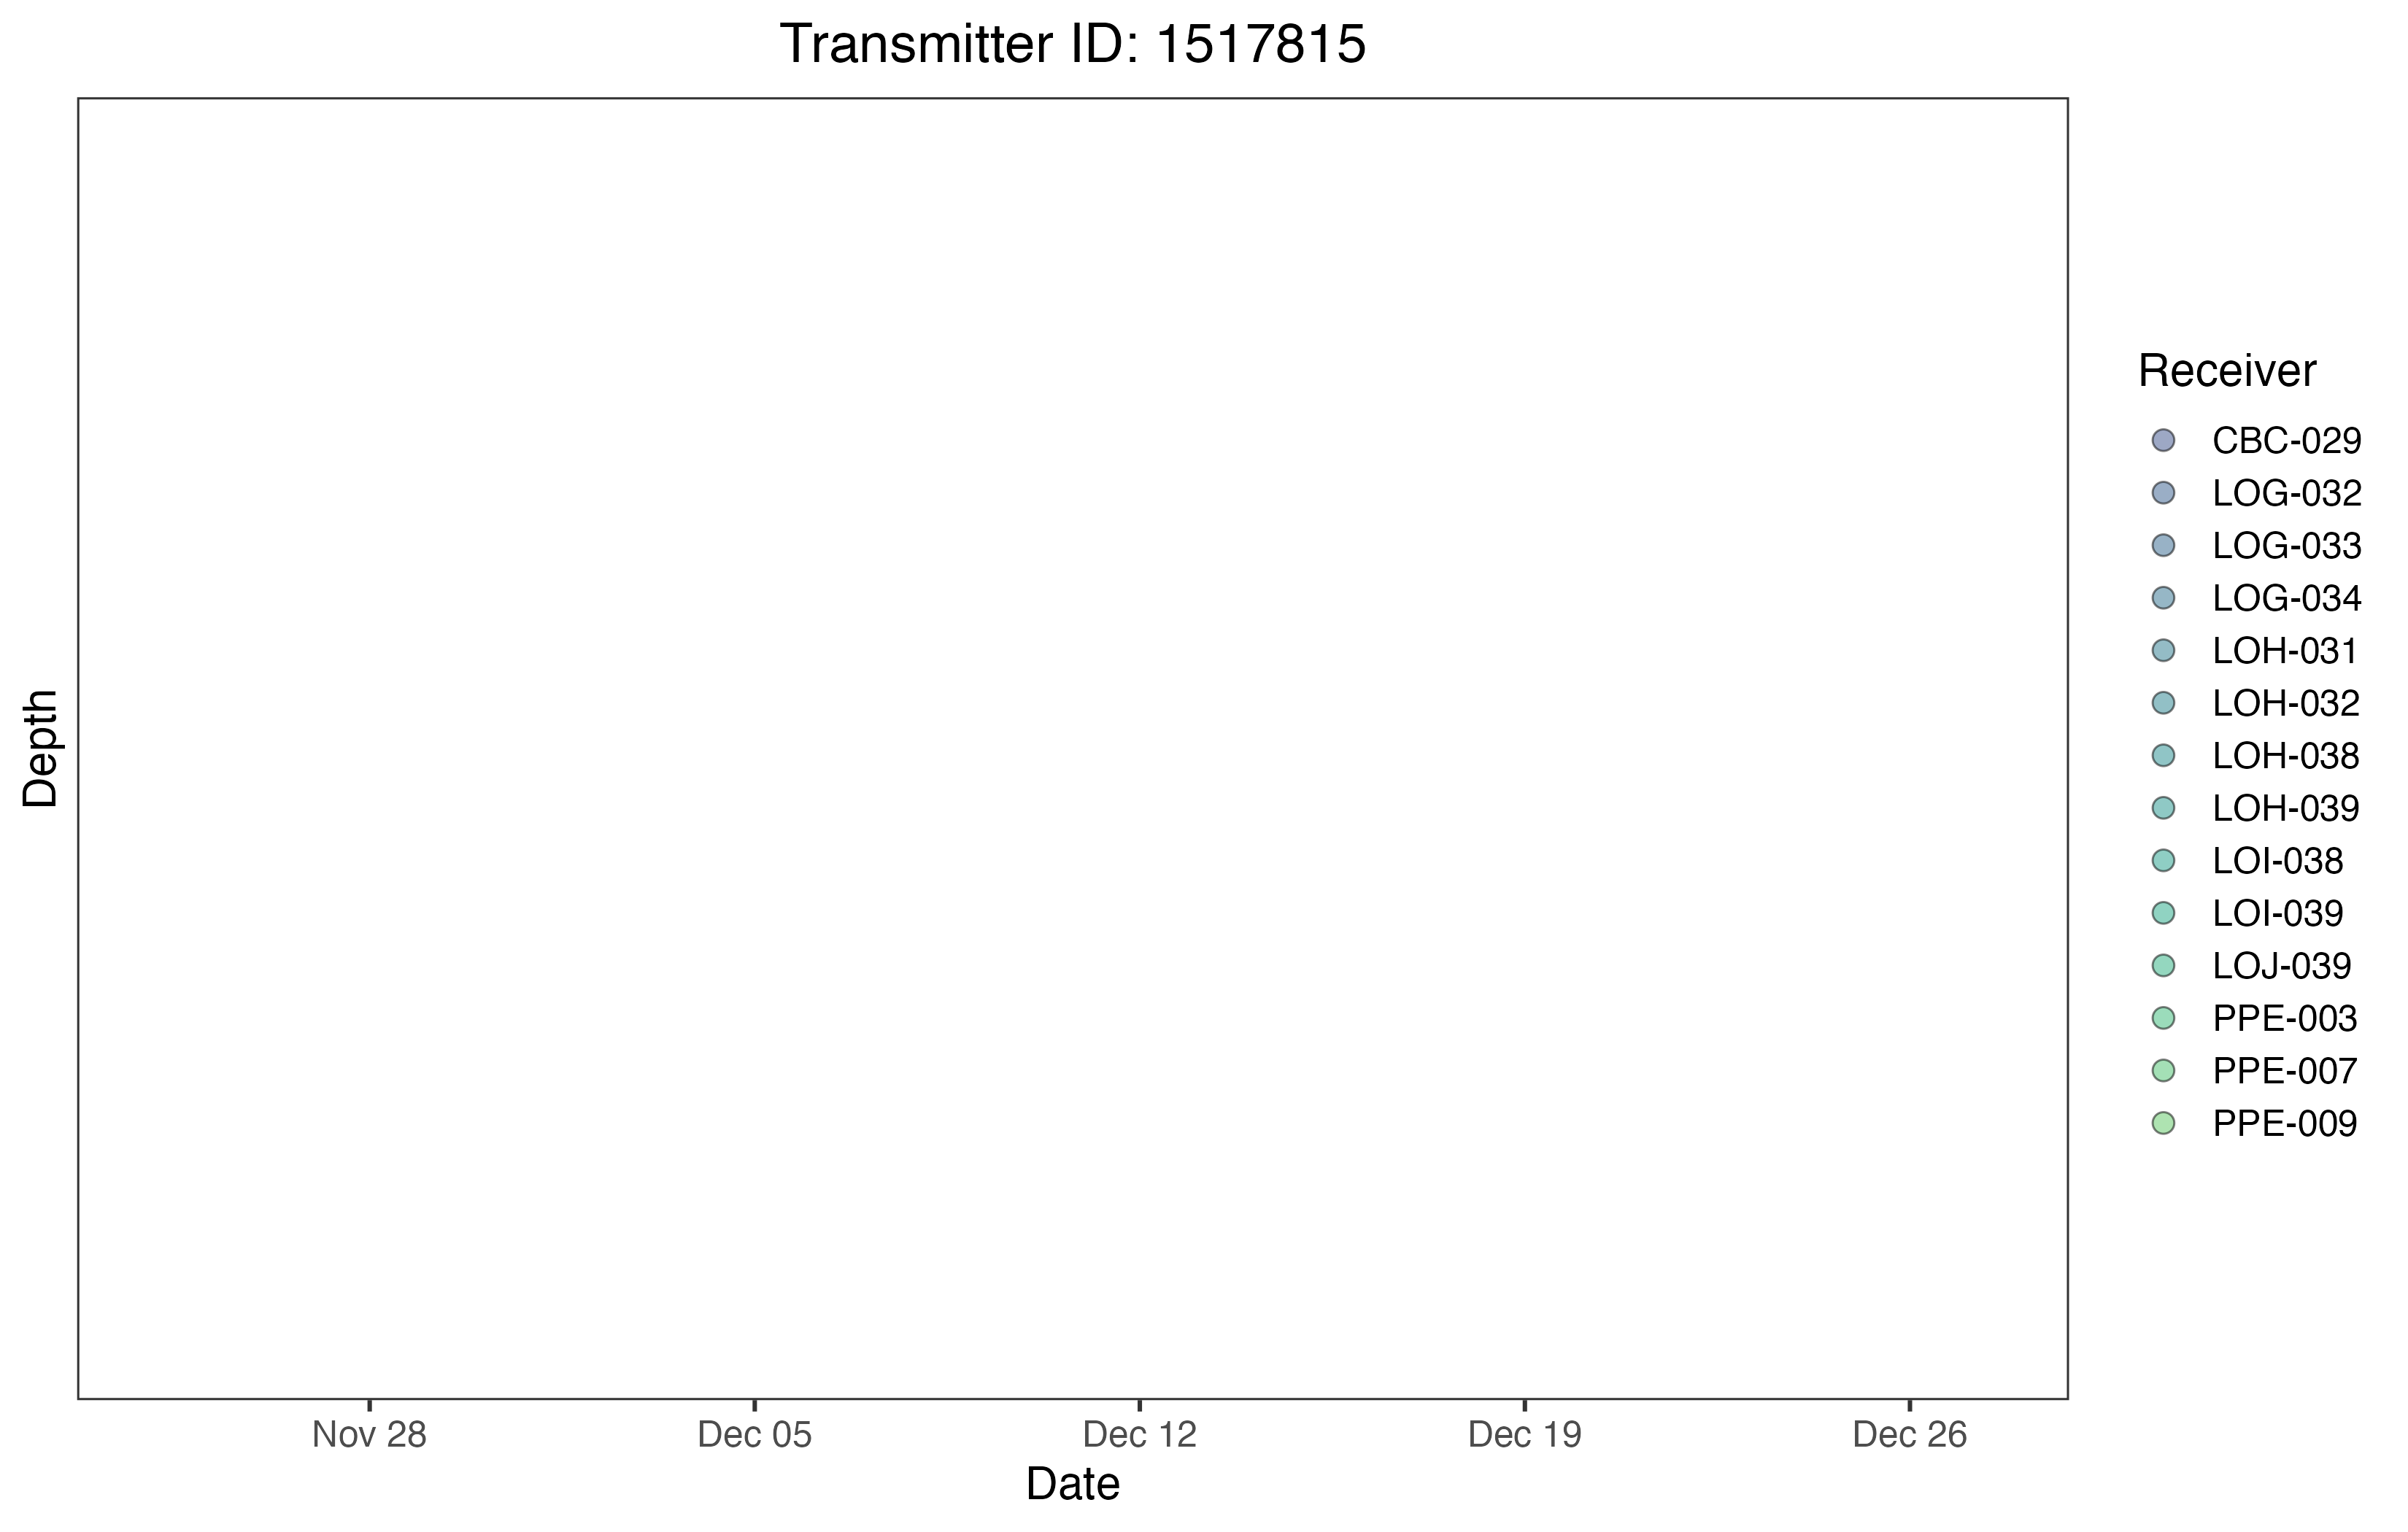 Transmitter ID: 1517815
Depth
Nov 28
Dec 05
Dec 12
Dec 19
Dec 26
Date
Receiver
CBC-029
LOG-032
LOG-033
LOG-034
LOH-031
LOH-032
LOH-038
LOH-039
LOI-038
LOI-039
LOJ-039
PPE-003
PPE-007
PPE-009